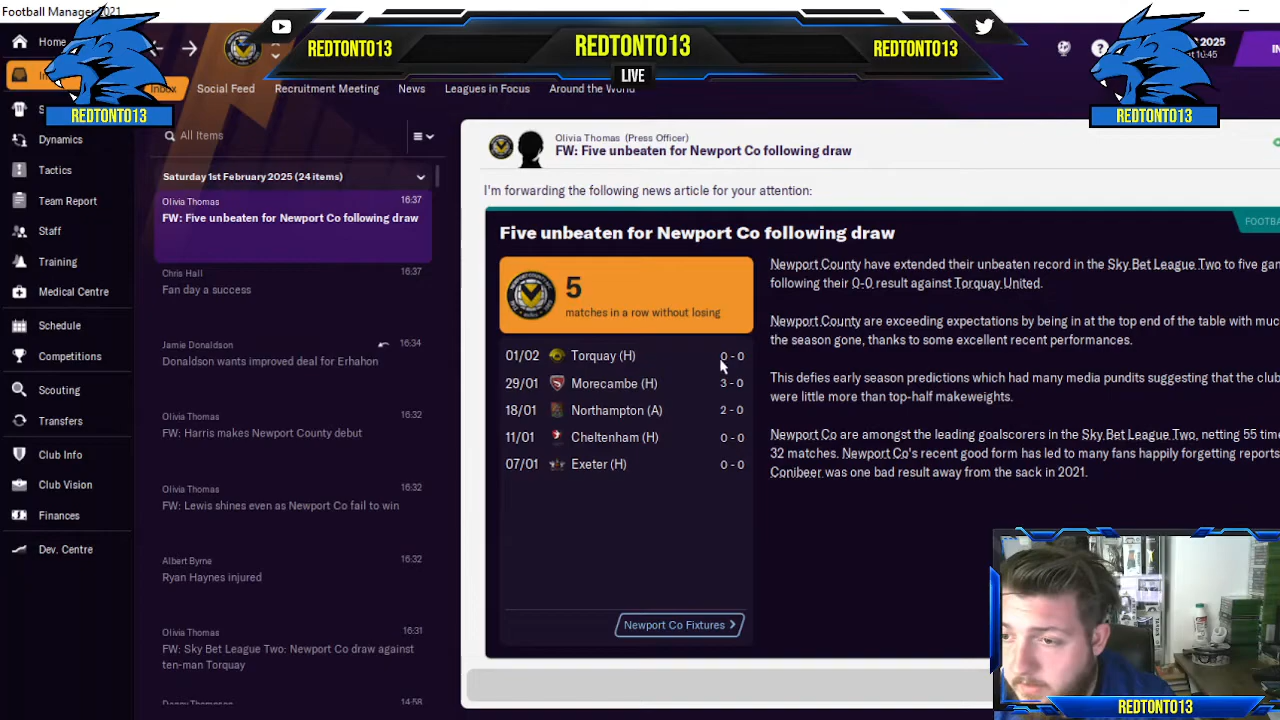 Football Manager 2021
REDTONTO13
REDTONTO13
REDTONTO13
LIVE
2025
16:45
Home
Inbox
Social Feed
Recruitment Meeting
News
Leagues in Focus
Around the World
REDTONTO13
REDTONTO13
Dynamics
Tactics
Team Report
Staff
Training
Medical Centre
Schedule
Competitions
Scouting
Transfers
Club Info
Club Vision
Finances
Dev. Centre
All Items
Saturday 1st February 2025 (24 items)
Olivia Thomas 16:37
FW: Five unbeaten for Newport Co following draw
Chris Hall 16:37
Fan day a success
Jamie Donaldson 16:34
Donaldson wants improved deal for Erhahon
Olivia Thomas 16:32
FW: Harris makes Newport County debut
Olivia Thomas 16:32
FW: Lewis shines even as Newport Co fail to win
Albert Byrne 16:32
Ryan Haynes injured
Olivia Thomas 16:31
FW: Sky Bet League Two: Newport Co draw against
ten-man Torquay
14:58
Olivia Thomas (Press Officer)
FW: Five unbeaten for Newport Co following draw
I'm forwarding the following news article for your attention:
FOOTBA
Five unbeaten for Newport Co following draw
5
matches in a row without losing
01/02 Torquay (H) 0 - 0
29/01 Morecambe (H) 3 - 0
18/01 Northampton (A) 2 - 0
11/01 Cheltenham (H) 0 - 0
07/01 Exeter (H) 0 - 0
Newport Co Fixtures
Newport County have extended their unbeaten record in the Sky Bet League Two to five gam
following their 0-0 result against Torquay United.
Newport County are exceeding expectations by being in at the top end of the table with much
the season gone, thanks to some excellent recent performances.
This defies early season predictions which had many media pundits suggesting that the club
were little more than top-half makeweights.
Newport Co are amongst the leading goalscorers in the Sky Bet League Two, netting 55 time
32 matches. Newport Co's recent good form has led to many fans happily forgetting reports
Conibeer was one bad result away from the sack in 2021.
REDTONTO13